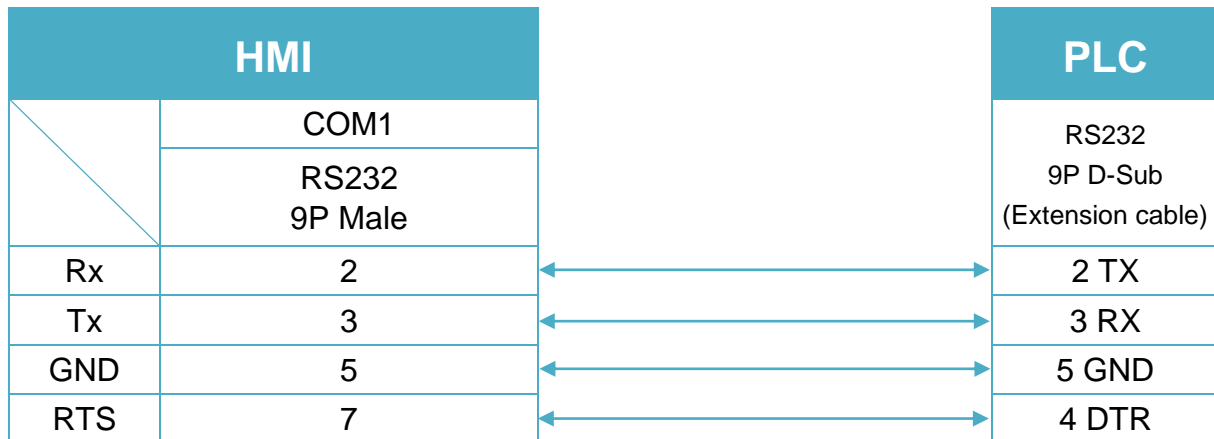 HMI
PLC
COM1
RS232
9P Male
RS232
9P D-Sub
(Extension cable)
Rx 2 2 TX
Tx 3 3 RX
GND 5 5 GND
RTS 7 4 DTR